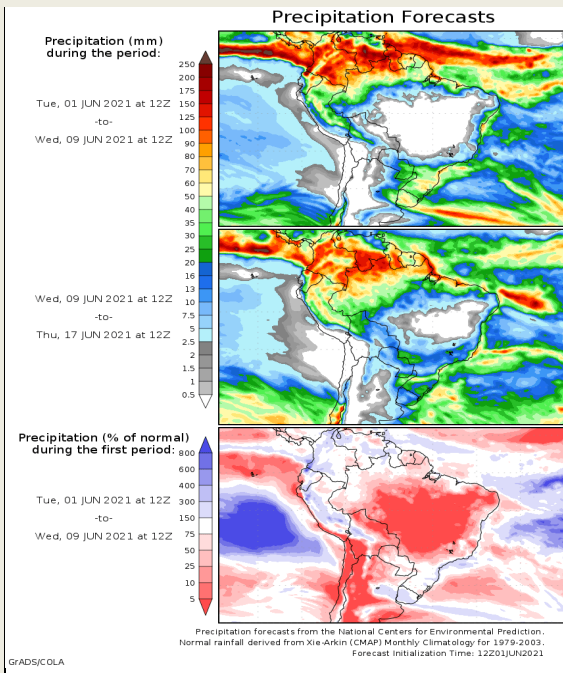 Precipitation Forecasts
Precipitation (mm)
during the period:
Tue, 01 JUN 2021 at 12Z
-to-
Wed, 09 JUN 2021 at 12Z
250
200
175
150
125
100
90
80
70
60
50
40
35
30
25
20
16
13
10
7.5
5
2.5
2
1.5
1
0.5
Wed, 09 JUN 2021 at 12Z
-to-
Thu, 17 JUN 2021 at 12Z
Precipitation (% of normal)
during the first period:
Tue, 01 JUN 2021 at 12Z
-to-
Wed, 09 JUN 2021 at 12Z
800
600
400
300
150
75
50
25
10
5
Precipitation forecasts from the National Centers for Environmental Prediction.
Normal rainfall derived from Xie-Arkin (CMAP) Monthly Climatology for 1979-2003.
Forecast Initialization Time: 12Z01JUN2021
GrADS/COLA